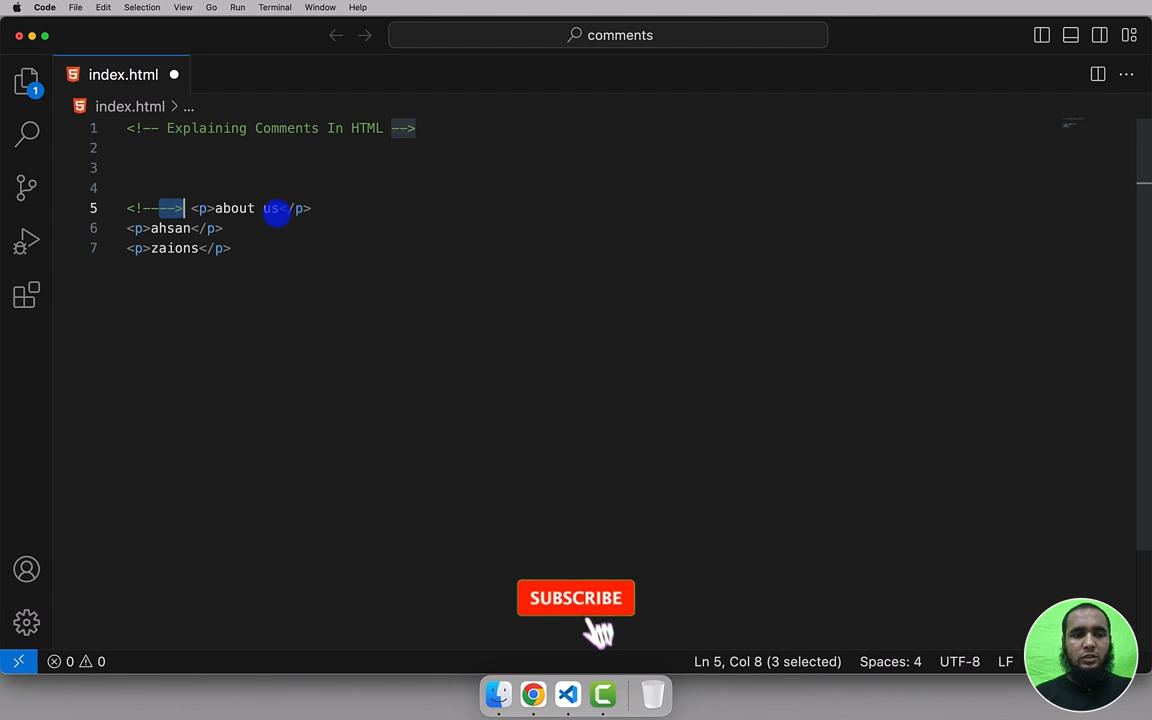 Code File Edit Selection View Go Run Terminal Window Help
comments
index.html
1
index.html > ...
1 <!-- Explaining Comments In HTML -->
2
3
4
5 <!----> <p>about us</p>
6 <p>ahsan</p>
7 <p>zaions</p>
SUBSCRIBE
0 0 Ln 5, Col 8 (3 selected) Spaces: 4 UTF-8 LF